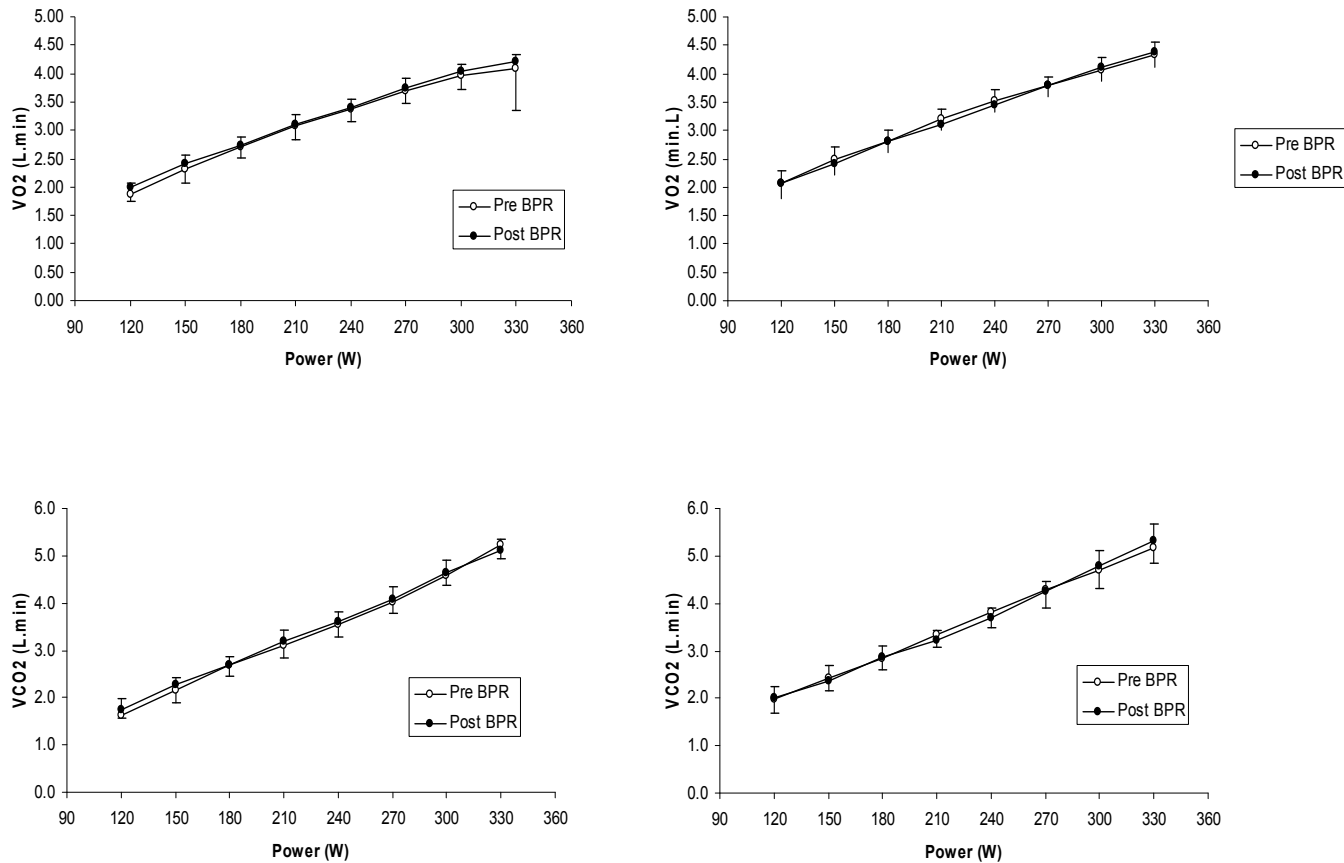 5.00
4.50
4.00
3.50
3.00
2.50
2.00
1.50
1.00
0.50
0.00
VO2 (L.min)
90 120 150 180 210 240 270 300 330 360
Power (W)
Pre BPR
Post BPR
5.00
4.50
4.00
3.50
3.00
2.50
2.00
1.50
1.00
0.50
0.00
VO2 (min.L)
90 120 150 180 210 240 270 300 330 360
Power (W)
Pre BPR
Post BPR
6.0
5.0
4.0
3.0
2.0
1.0
0.0
VCO2 (L.min)
90 120 150 180 210 240 270 300 330 360
Power (W)
Pre BPR
Post BPR
6.0
5.0
4.0
3.0
2.0
1.0
0.0
VCO2 (L.min)
90 120 150 180 210 240 270 300 330 360
Power (W)
Pre BPR
Post BPR